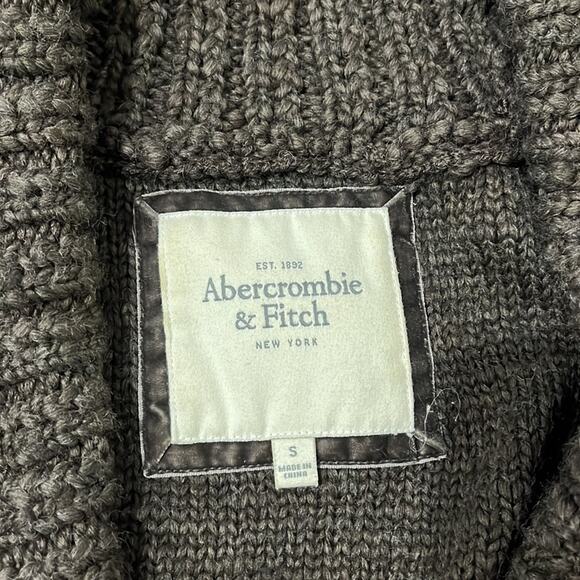 EST. 1892
Abercrombie
& Fitch
NEW YORK
S
MADE IN
CHINA